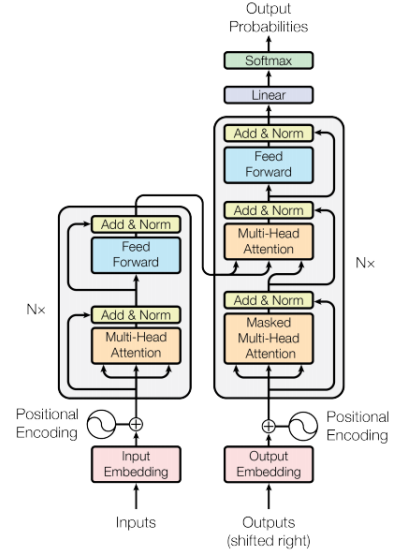 Output
Probabilities
Softmax
Linear
Add & Norm
Feed
Forward
Add & Norm
Multi-Head
Attention
Add & Norm
Masked
Multi-Head
Attention
N×
Add & Norm
Feed
Forward
Add & Norm
Multi-Head
Attention
N×
Positional
Encoding
Positional
Encoding
Input
Embedding
Output
Embedding
Inputs
Outputs
(shifted right)